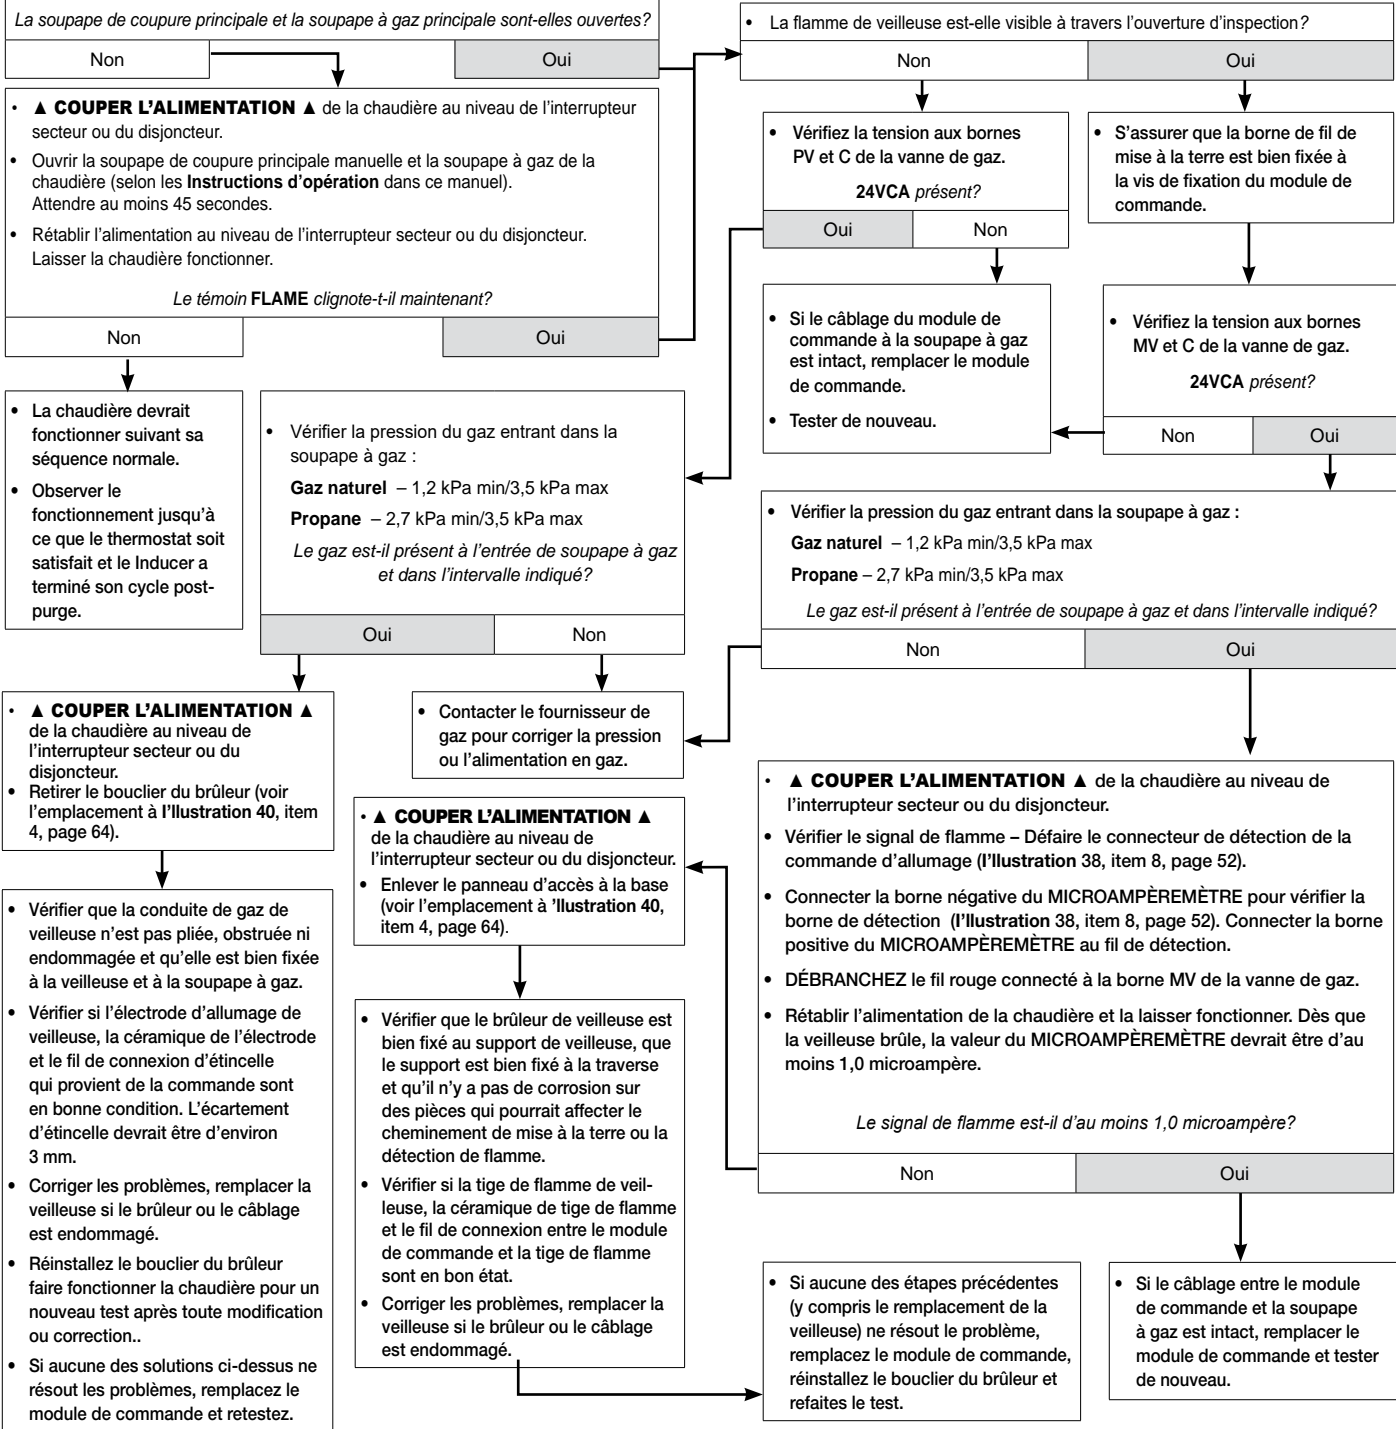 La soupape de coupure principale et la soupape à gaz principale sont-elles ouvertes?
Non
Oui
• ▲ COUPER L’ALIMENTATION ▲ de la chaudière au niveau de l’interrupteur
secteur ou du disjoncteur.
• Ouvrir la soupape de coupure principale manuelle et la soupape à gaz de la
chaudière (selon les Instructions d’opération dans ce manuel).
Attendre au moins 45 secondes.
• Rétablir l’alimentation au niveau de l’interrupteur secteur ou du disjoncteur.
Laisser la chaudière fonctionner.
Le témoin FLAME clignote-t-il maintenant?
Non
Oui
• La chaudière devrait
fonctionner suivant sa
séquence normale.
• Observer le
fonctionnement jusqu’à
ce que le thermostat soit
satisfait et le Inducer a
terminé son cycle post-
purge.
• La flamme de veilleuse est-elle visible à travers l’ouverture d’inspection?
Non
Oui
• Vérifiez la tension aux bornes
PV et C de la vanne de gaz.
24VCA présent?
Oui
Non
• S’assurer que la borne de fil de
mise à la terre est bien fixée à
la vis de fixation du module de
commande.
• Si le câblage du module de
commande à la soupape à gaz
est intact, remplacer le module
de commande.
• Tester de nouveau.
• Vérifiez la tension aux bornes
MV et C de la vanne de gaz.
24VCA présent?
Non
Oui
• Vérifier la pression du gaz entrant dans la
soupape à gaz :
Gaz naturel – 1,2 kPa min/3,5 kPa max
Propane – 2,7 kPa min/3,5 kPa max
Le gaz est-il présent à l’entrée de soupape à gaz
et dans l’intervalle indiqué?
Oui
Non
• Vérifier la pression du gaz entrant dans la soupape à gaz :
Gaz naturel – 1,2 kPa min/3,5 kPa max
Propane – 2,7 kPa min/3,5 kPa max
Le gaz est-il présent à l’entrée de soupape à gaz et dans l’intervalle indiqué?
Non
Oui
• ▲ COUPER L’ALIMENTATION ▲
de la chaudière au niveau de
l’interrupteur secteur ou du
disjoncteur.
• Retirer le bouclier du brûleur (voir
l’emplacement à l’Ilustration 40, item
4, page 64).
• Contacter le fournisseur de
gaz pour corriger la pression
ou l’alimentation en gaz.
• Vérifier que la conduite de gaz de
veilleuse n’est pas pliée, obstruée ni
endommagée et qu’elle est bien fixée
à la veilleuse et à la soupape à gaz.
• Vérifier si l’électrode d’allumage de
veilleuse, la céramique de l’électrode
et le fil de connexion d’étincelle
qui provient de la commande sont
en bonne condition. L’écartement
d’étincelle devrait être d’environ
3 mm.
• Corriger les problèmes, remplacer la
veilleuse si le brûleur ou le câblage
est endommagé.
• Réinstallez le bouclier du brûleur
faire fonctionner la chaudière pour un
nouveau test après toute modification
ou correction..
• Si aucune des solutions ci-dessus ne
résout les problèmes, remplacez le
module de commande et retestez.
• ▲ COUPER L’ALIMENTATION ▲
de la chaudière au niveau de
l’interrupteur secteur ou du disjoncteur.
• Enlever le panneau d’accès à la base
(voir l’emplacement à ’Ilustration 40,
item 4, page 64).
• Vérifier que le brûleur de veilleuse est
bien fixé au support de veilleuse, que
le support est bien fixé à la traverse
et qu’il n’y a pas de corrosion sur
des pièces qui pourrait affecter le
cheminement de mise à la terre ou la
détection de flamme.
• Vérifier si la tige de flamme de veil-
leuse, la céramique de tige de flamme
et le fil de connexion entre le module
de commande et la tige de flamme
sont en bon état.
• Corriger les problèmes, remplacer la
veilleuse si le brûleur ou le câblage
est endommagé.
• ▲ COUPER L’ALIMENTATION ▲ de la chaudière au niveau de
l’interrupteur secteur ou du disjoncteur.
• Vérifier le signal de flamme – Défaire le connecteur de détection de la
commande d’allumage (l’Ilustration 38, item 8, page 52).
• Connecter la borne négative du MICROAMPÈREMÈTRE pour vérifier la
borne de détection (l’Ilustration 38, item 8, page 52). Connecter la borne
positive du MICROAMPÈREMÈTRE au fil de détection.
• DÉBRANCHEZ le fil rouge connecté à la borne MV de la vanne de gaz.
• Rétablir l’alimentation de la chaudière et la laisser fonctionner. Dès que
la veilleuse brûle, la valeur du MICROAMPÈREMÈTRE devrait être d’au
moins 1,0 microampère.
Le signal de flamme est-il d’au moins 1,0 microampère?
Non
Oui
• Si aucune des étapes précédentes
(y compris le remplacement de la
veilleuse) ne résout le problème,
remplacez le module de commande,
réinstallez le bouclier du brûleur et
refaites le test.
• Si le câblage entre le module
de commande et la soupape
à gaz est intact, remplacer le
module de commande et tester
de nouveau.